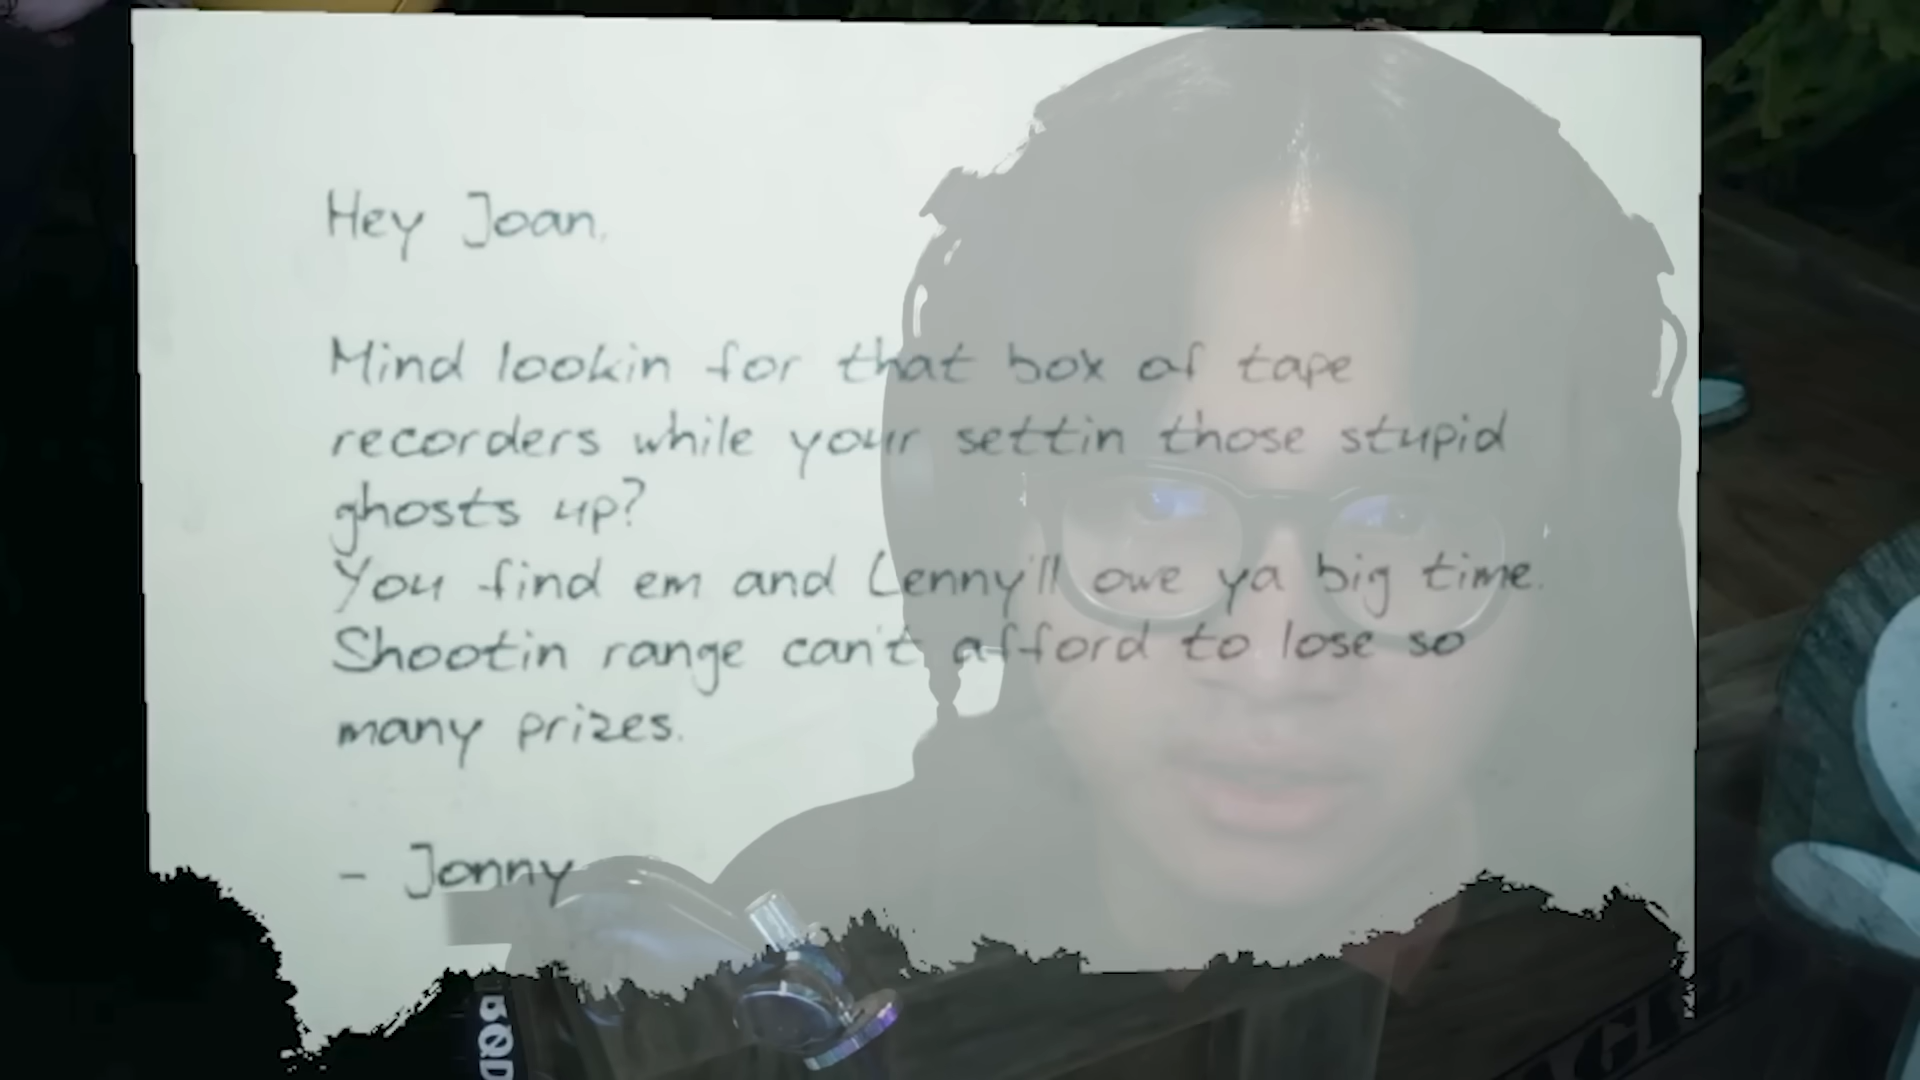 Hey Joan,
Mind lookin for that box of tape
recorders while your settin those stupid
ghosts up?
You find em and Lenny'll owe ya big time.
Shootin range can't afford to lose so
many prizes.
- Jonny